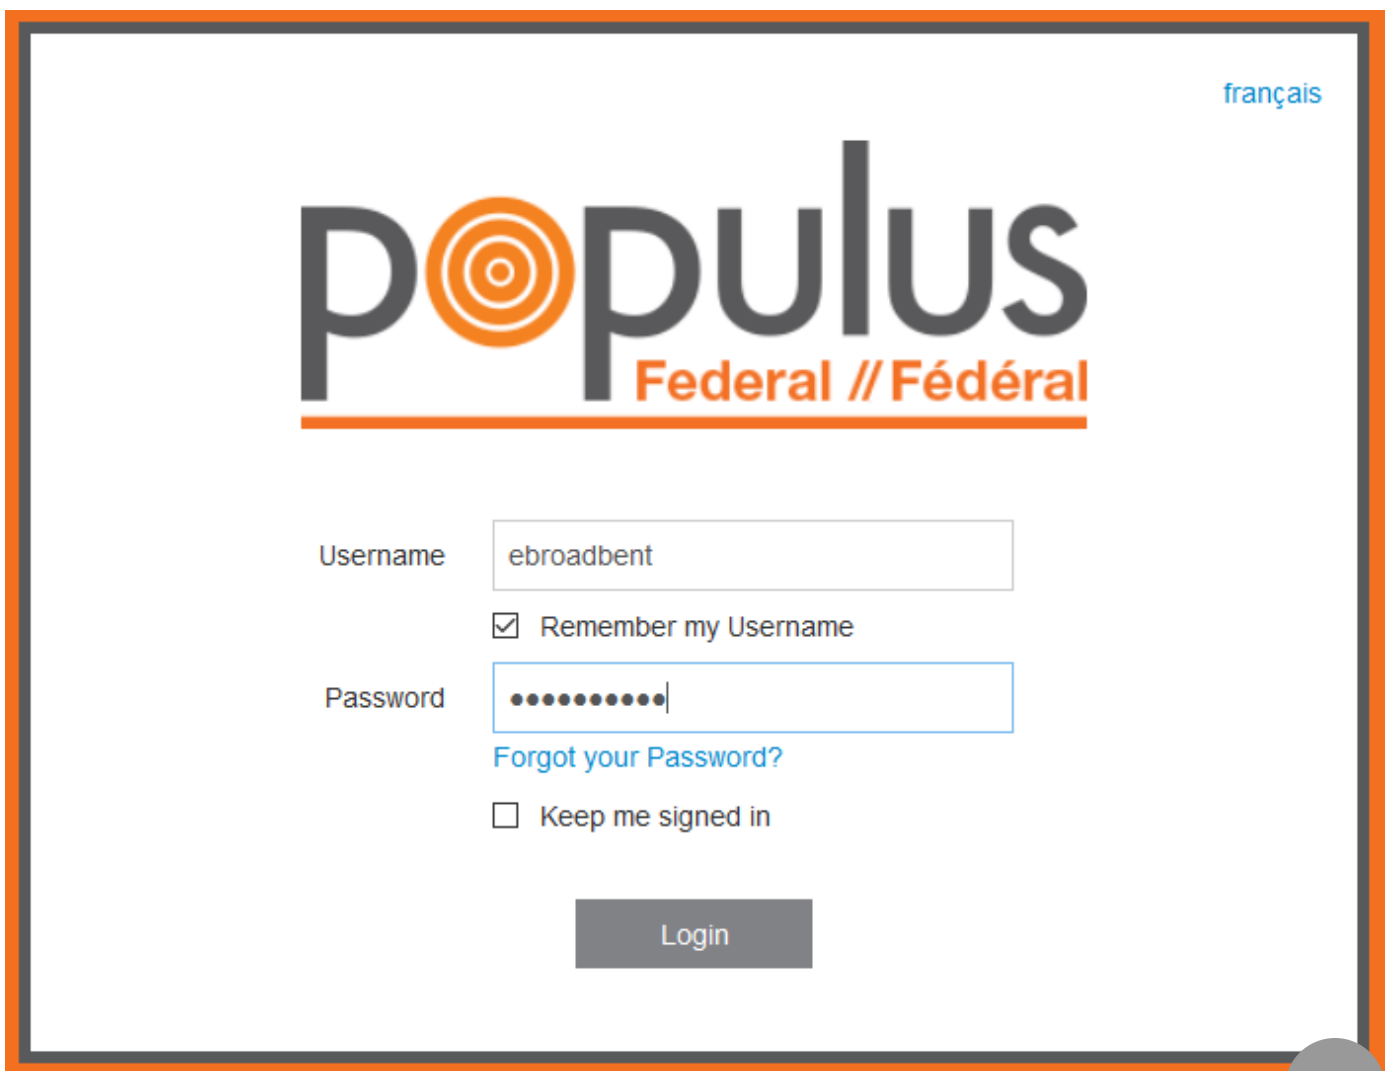 français
populus
Federal // Fédéral
Username
ebroadbent
Remember my Username
Password
••••••••••
Forgot your Password?
Keep me signed in
Login